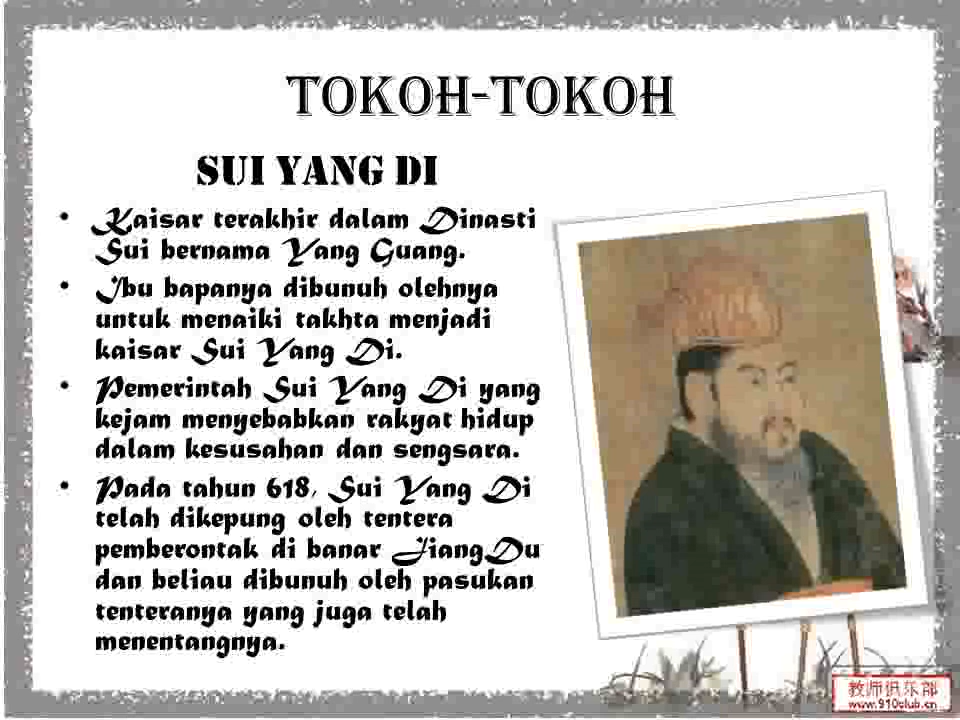 TOKOH-TOKOH
SUI YANG DI
• Kaisar terakhir dalam Dinasti
Sui bernama Yang Guang.
• Ibu bapanya dibunuh olehnya
untuk menaiki takhta menjadi
kaisar Sui Yang Di.
• Pemerintah Sui Yang Di yang
kejam menyebabkan rakyat hidup
dalam kesusahan dan sengsara.
• Pada tahun 618, Sui Yang Di
telah dikepung oleh tentera
pemberontak di banar JiangDu
dan beliau dibunuh oleh pasukan
tenteranya yang juga telah
menentangnya.
教师俱乐部
www.910club.cn